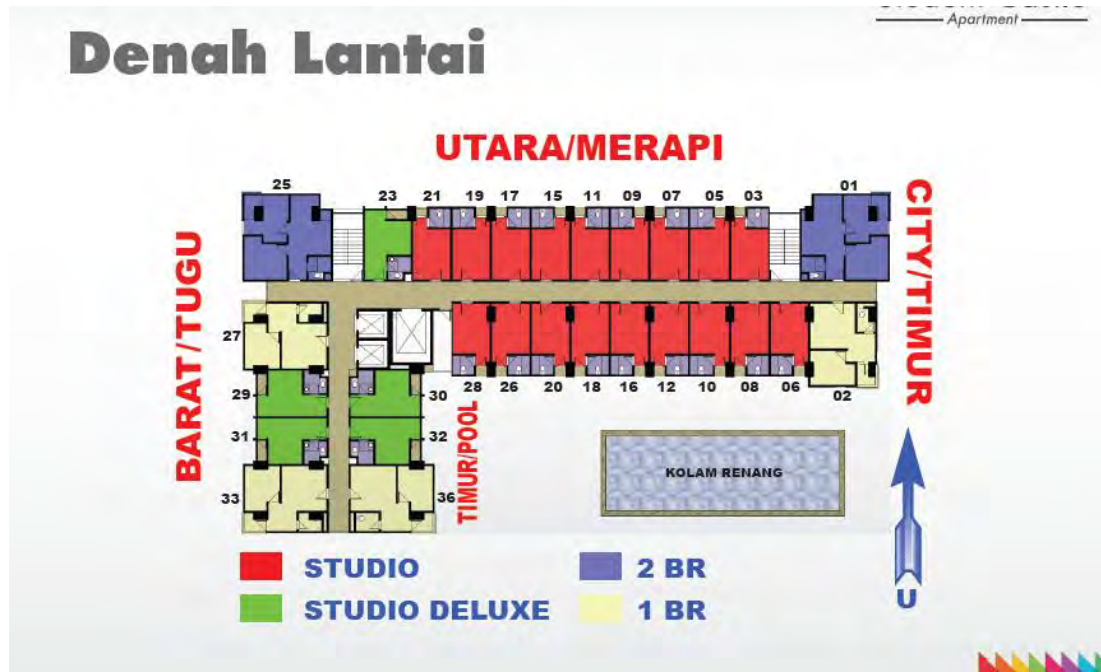 Apartment
Denah Lantai
UTARA/MERAPI
25 23 21 19 17 15 11 09 07 05 03 01
BARAT/TUGU
CITY/TIMUR
27
29
31
33
30
32
36
28 26 20 18 16 12 10 08 06 02
TIMUR/POOL
KOLAM RENANG
STUDIO
2 BR
STUDIO DELUXE
1 BR
U